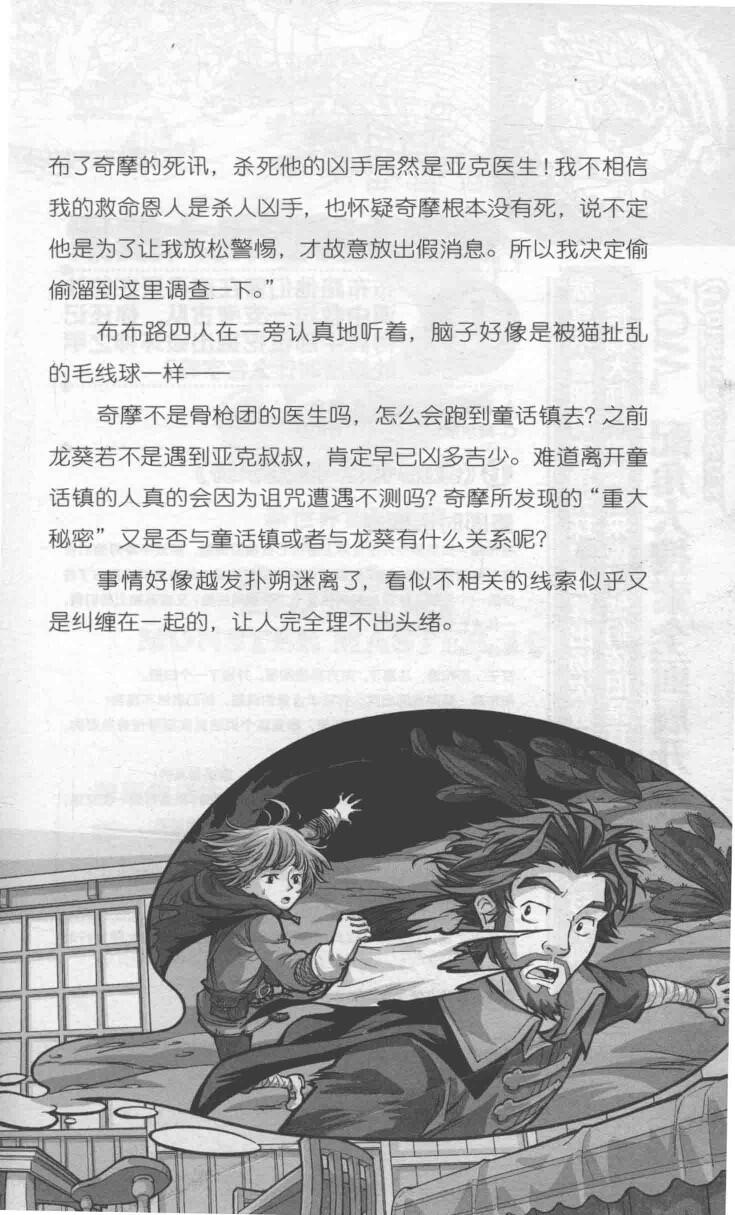 布了奇摩的死讯，杀死他的凶手居然是亚克医生！我不相信
我的救命恩人是杀人凶手，也怀疑奇摩根本没有死，说不定
他是为了让我放松警惕，才故意放出假消息。所以我决定偷
偷溜到这里调查一下。”
布布路四人在一旁认真地听着，脑子好像是被猫扯乱
的毛线球一样——
奇摩不是骨枪团的医生吗，怎么会跑到童话镇去？之前
龙葵若不是遇到亚克叔叔，肯定早已凶多吉少。难道离开童
话镇的人真的会因为诅咒遭遇不测吗？奇摩所发现的“重大
秘密”又是否与童话镇或者与龙葵有什么关系呢？
事情好像越发扑朔迷离了，看似不相关的线索似乎又
是纠缠在一起的，让人完全理不出头绪。